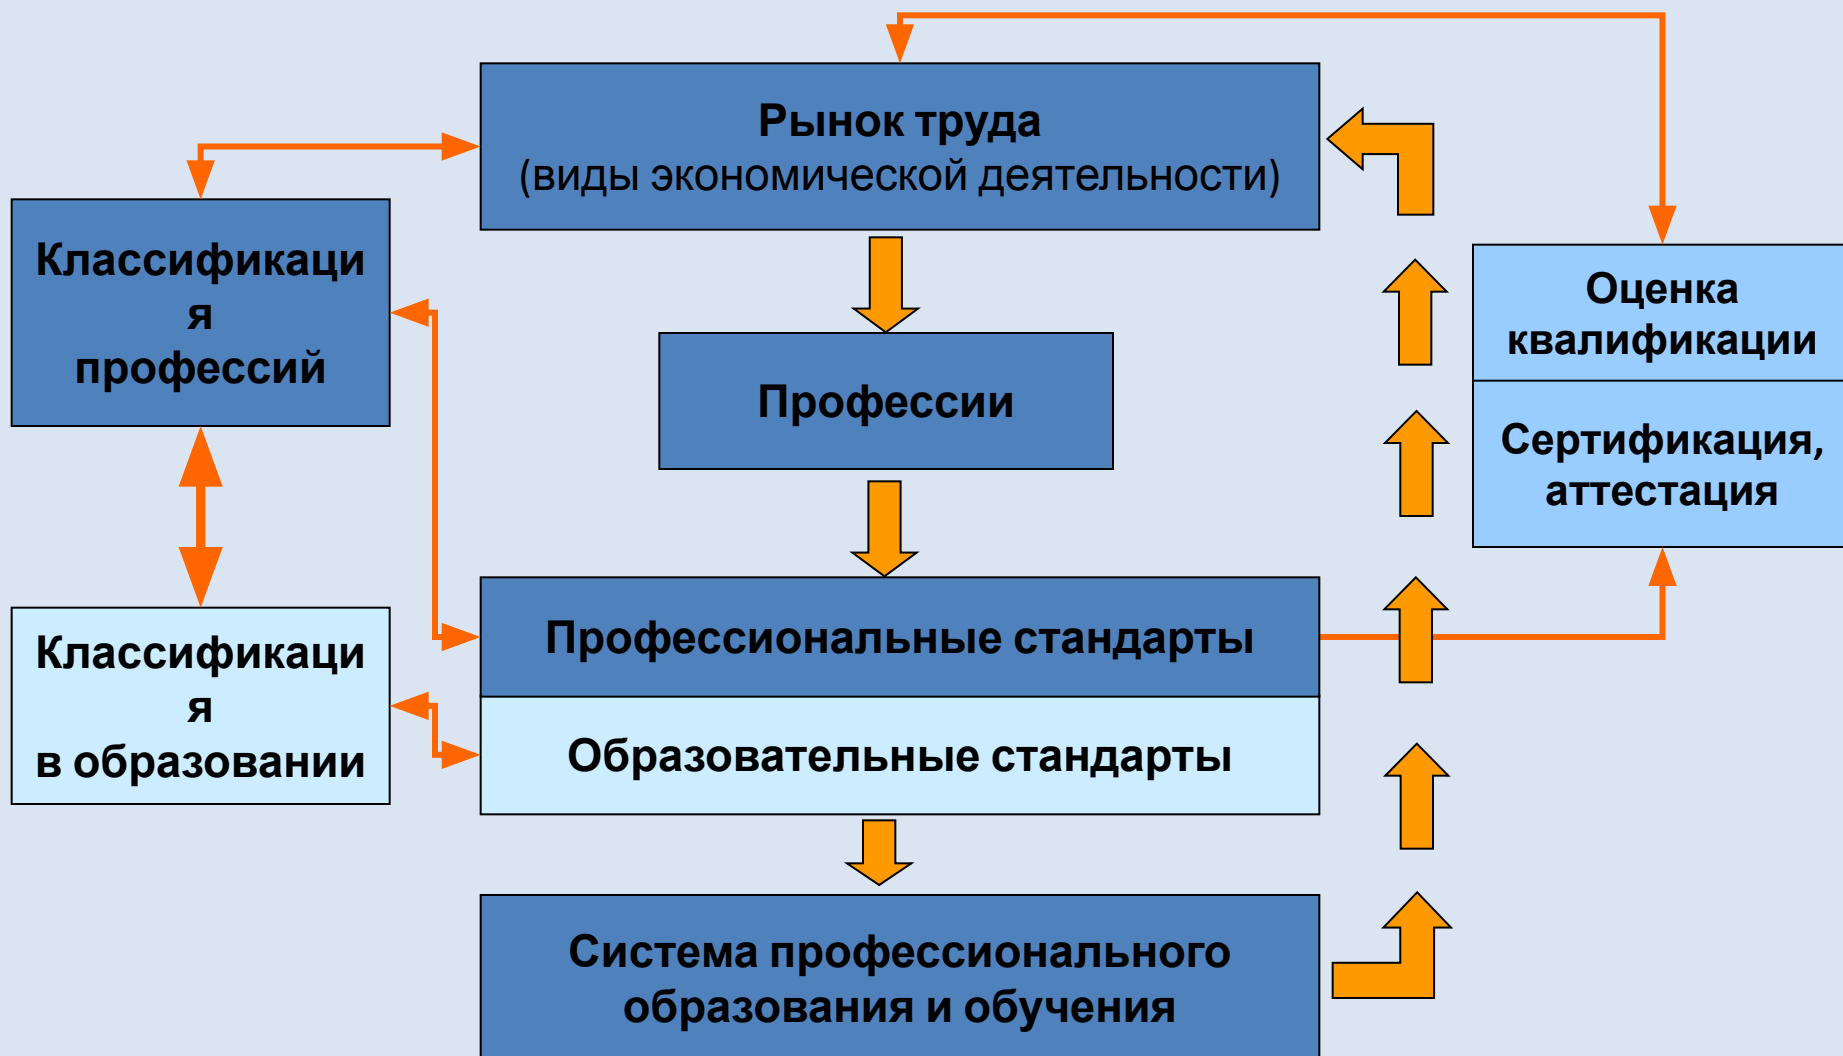 Рынок труда
(виды экономической деятельности)
Классификаци
я
профессий
Оценка
квалификации
Профессии
Сертификация,
аттестация
Профессиональные стандарты
Классификаци
я
в образовании
Образовательные стандарты
Система профессионального
образования и обучения